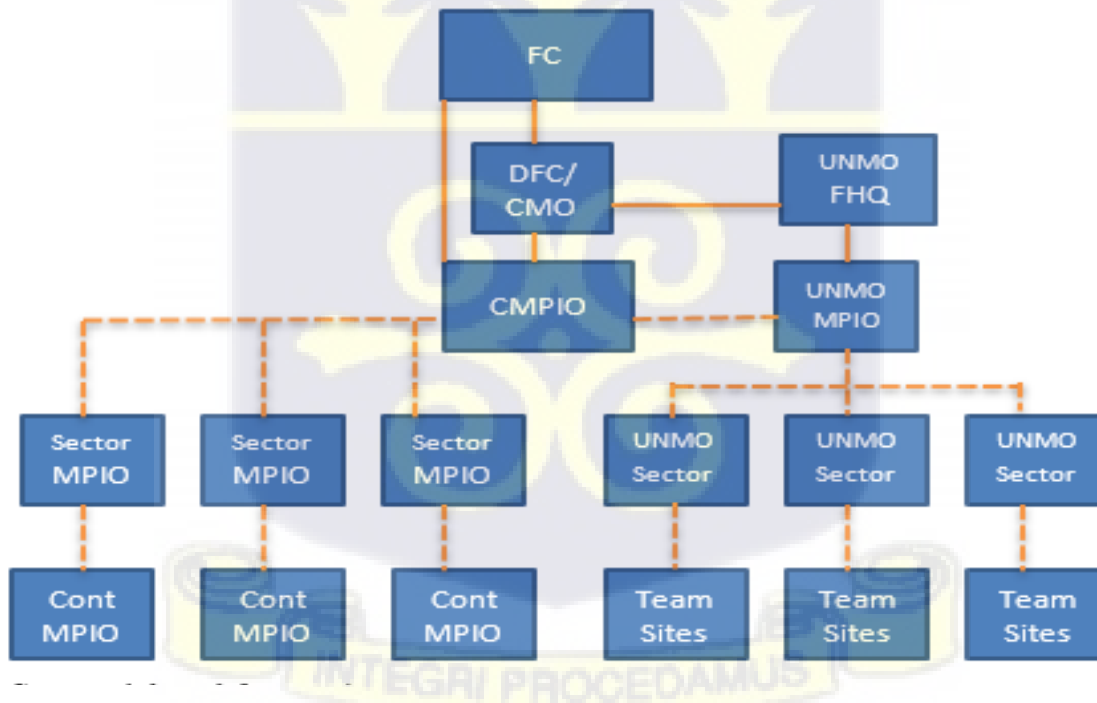 FC
DFC/
CMO
UNMO
FHQ
CMPIO
UNMO
MPIO
Sector
MPIO
Sector
MPIO
Sector
MPIO
UNMO
Sector
UNMO
Sector
UNMO
Sector
Cont
MPIO
Cont
MPIO
Cont
MPIO
Team
Sites
Team
Sites
Team
Sites
INTEGRI PROCEDAMUS